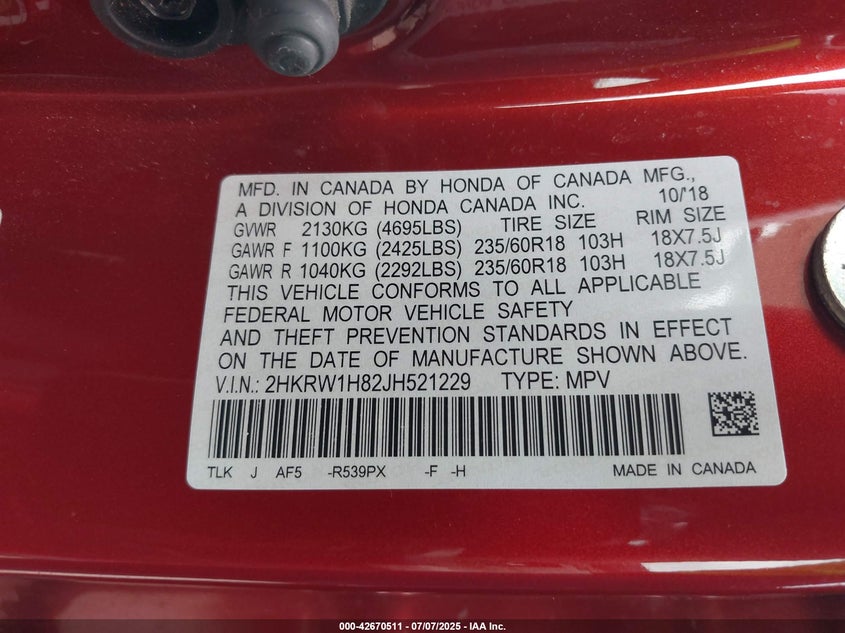 MFD. IN CANADA BY HONDA OF CANADA MFG.,
A DIVISION OF HONDA CANADA INC. 10/18
GVWR 2130KG (4695LBS) TIRE SIZE RIM SIZE
GAWR F 1100KG (2425LBS) 235/60R18 103H 18X7.5J
GAWR R 1040KG (2292LBS) 235/60R18 103H 18X7.5J
THIS VEHICLE CONFORMS TO ALL APPLICABLE
FEDERAL MOTOR VEHICLE SAFETY
AND THEFT PREVENTION STANDARDS IN EFFECT
ON THE DATE OF MANUFACTURE SHOWN ABOVE.
V.I.N.: 2HKRW1H82JH521229 TYPE: MPV
TLK J AF5 -R539PX -F -H MADE IN CANADA
000-42670511 - 07/07/2025 - IAA Inc.